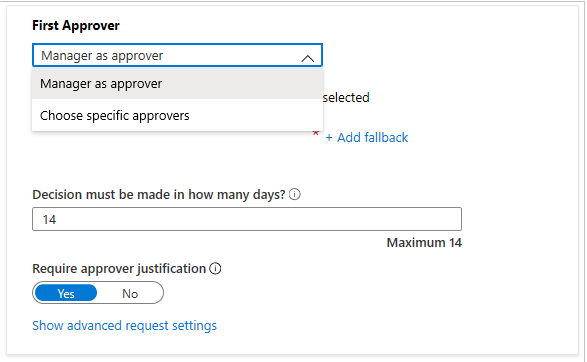 First Approver
Manager as approver
Manager as approver
selected
Choose specific approvers
* + Add fallback
Decision must be made in how many days?
14
Maximum 14
Require approver justification
Yes No
Show advanced request settings